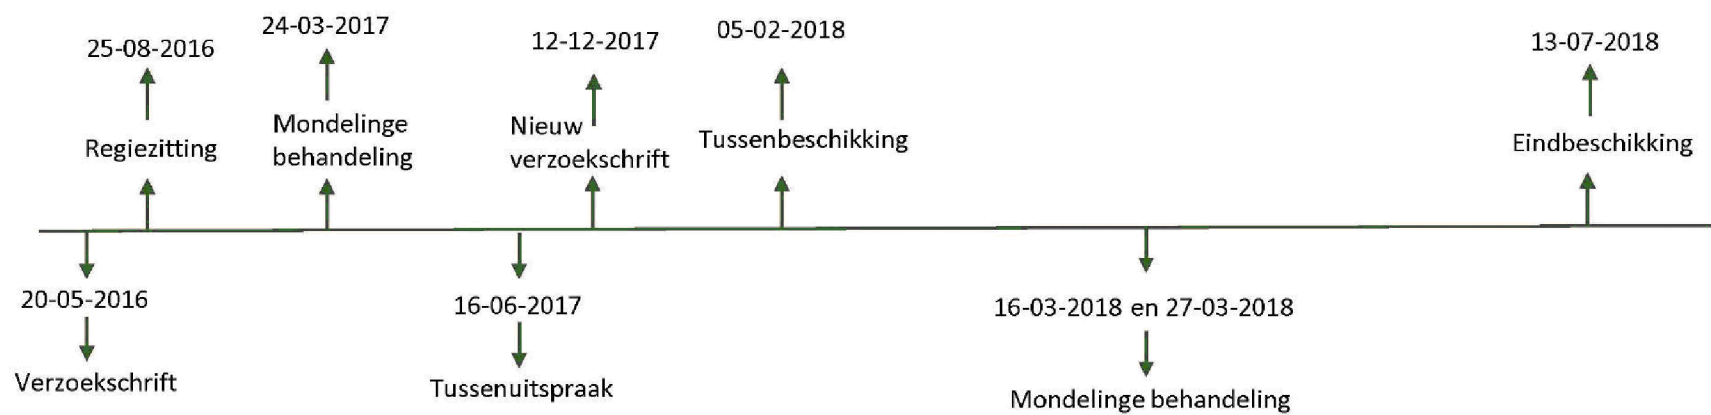 25-08-2016
Regiezitting
24-03-2017
Mondelinge
behandeling
12-12-2017
Nieuw
verzoekschrift
05-02-2018
Tussenbeschikking
13-07-2018
Eindbeschikking
20-05-2016
Verzoekschrift
16-06-2017
Tussenuitspraak
16-03-2018 en 27-03-2018
Mondelinge behandeling